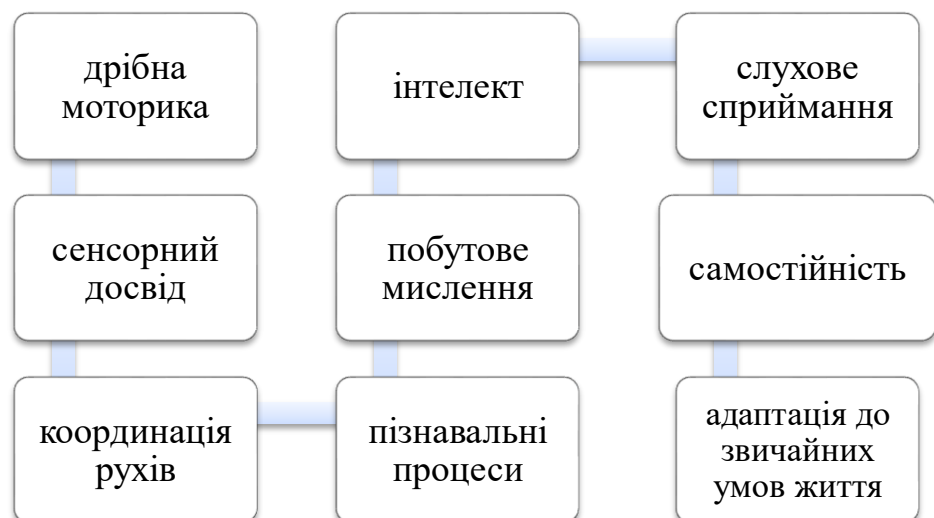 дрібна
моторика
сенсорний
досвід
координація
рухів
пізнавальні
процеси
побутове
мислення
інтелект
слухове
сприймання
самостійність
адаптація до
звичайних
умов життя